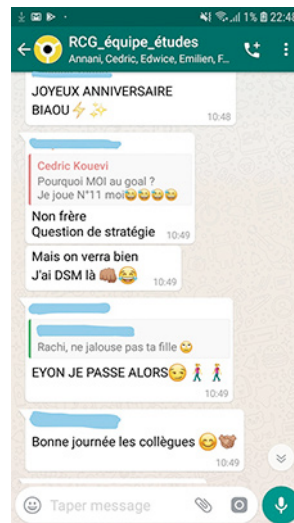 1% 22:48
RCG_équipe_études
Annani, Cedric, Edwice, Emilien, F...
JOYEUX ANNIVERSAIRE
BIAOU⚡✨
10:48
Cedric Kouevi
Pourquoi MOI au goal ?
Je joue N°11 moi😂😂😂😂
Non frère
Question de stratégie 10:49
Mais on verra bien
J'ai DSM là 👊🏾😂 10:49
Rachi, ne jalouse pas ta fille 🙄
EYON JE PASSE ALORS😏🚶🚶
10:49
Bonne journée les collègues 😊🤝
10:49
Taper message